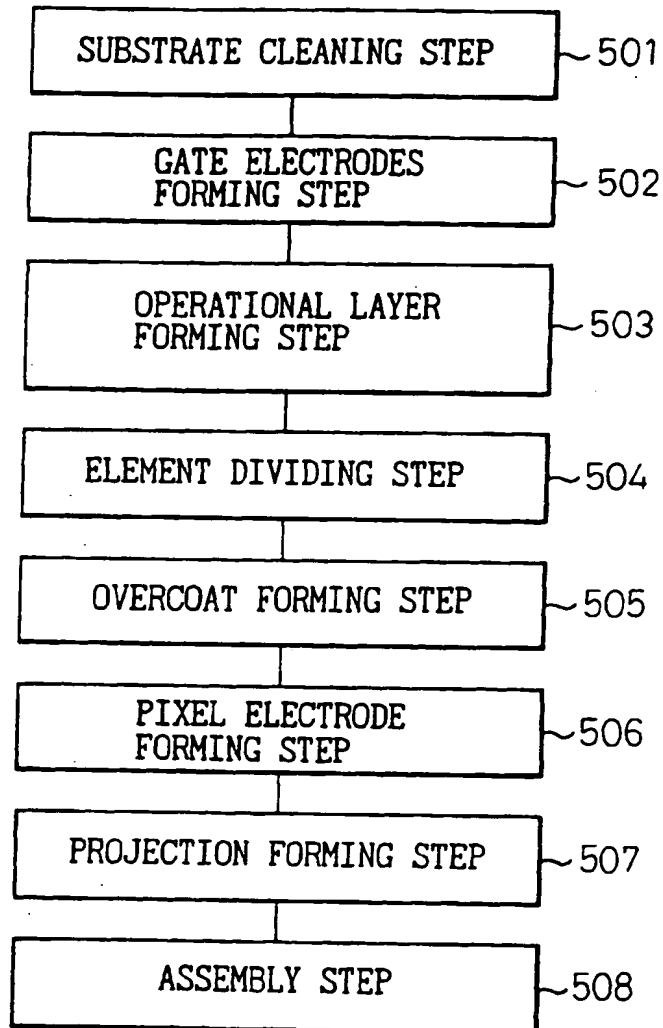 SUBSTRATE CLEANING STEP 501
GATE ELECTRODES
FORMING STEP 502
OPERATIONAL LAYER
FORMING STEP 503
ELEMENT DIVIDING STEP 504
OVERCOAT FORMING STEP 505
PIXEL ELECTRODE
FORMING STEP 506
PROJECTION FORMING STEP 507
ASSEMBLY STEP 508